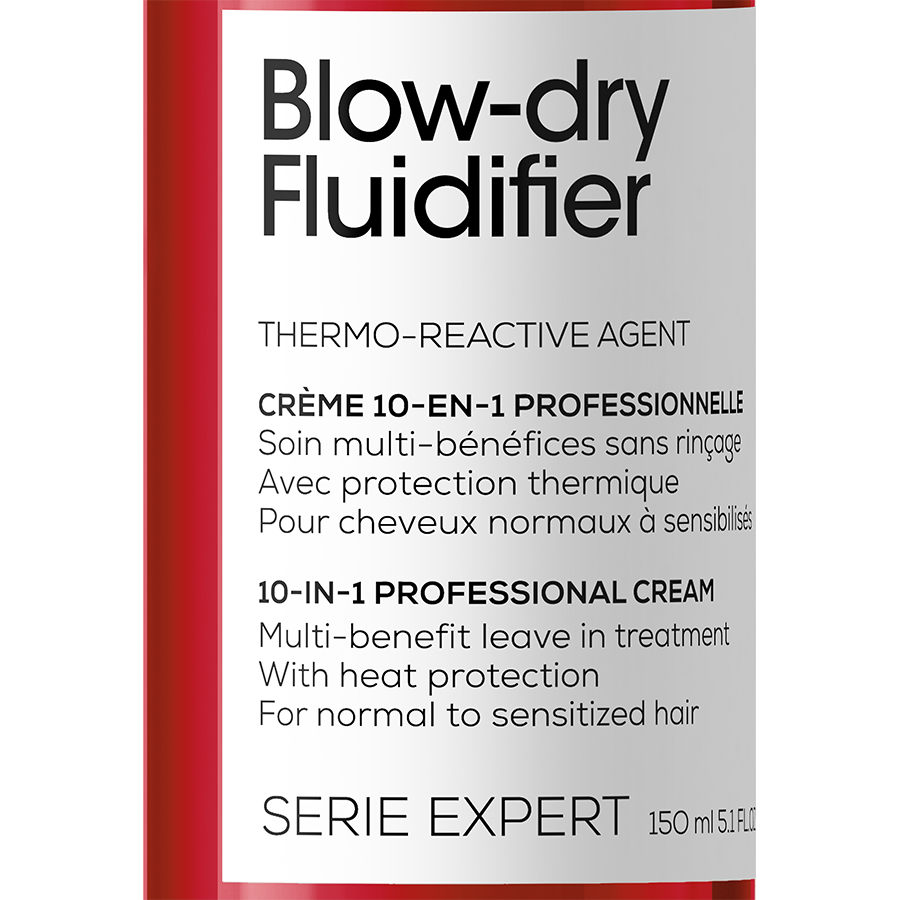 Blow-dry
Fluidifier
THERMO-REACTIVE AGENT
CRÈME 10-EN-1 PROFESSIONNELLE
Soin multi-bénéfices sans rinçage
Avec protection thermique
Pour cheveux normaux à sensibilisés
10-IN-1 PROFESSIONAL CREAM
Multi-benefit leave in treatment
With heat protection
For normal to sensitized hair
SERIE EXPERT 150 ml 5.1 FL.OZ